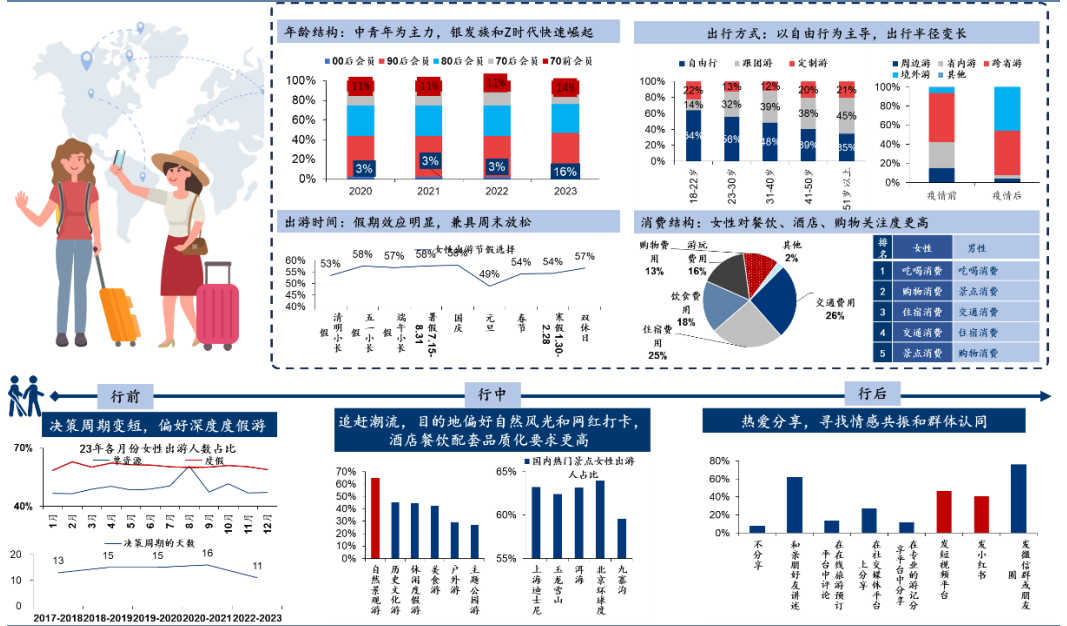 年龄结构：中青年为主力，银发族和Z时代快速崛起
00后会员 90后会员 80后会员 70后会员 70前会员
100%
80%
60%
40%
20%
0%
11% 11% 11% 14%
3% 3% 3% 16%
2020 2021 2022 2023
出行方式：以自由行为主导，出行半径变长
自由行 跟团游 定制游
100%
80%
60%
40%
20%
0%
22% 13% 12% 20% 21%
14% 32% 39% 38% 45%
64% 56% 48% 39% 35%
18-22岁 23-30岁 31-40岁 41-50岁 51岁以上
周边游 省内游 跨省游
境外游 其他
100%
80%
60%
40%
20%
0%
疫情前 疫情后
出游时间：假期效应明显，兼具周末放松
女性出游节假选择
60%
55%
50%
45%
40%
53% 58% 57% 58% 58% 49% 54% 54% 57%
清明小长假
五一小长假
端午小长假
暑假7.15-8.31
国庆
元旦
春节
寒假1.30-2.28
双休日
消费结构：女性对餐饮、酒店、购物关注度更高
购物费用
13%
游玩费用
16%
其他
2%
交通费用
26%
饮食费用
18%
住宿费用
25%
排名 女性 男性
1 吃喝消费 吃喝消费
2 购物消费 景点消费
3 住宿消费 交通消费
4 交通消费 住宿消费
5 景点消费 购物消费
行前
行中
行后
决策周期变短，偏好深度度假游
23年各月份女性出游人数占比
单资源 度假
70%
40%
1月 2月 3月 4月 5月 6月 7月 8月 9月 10月 11月 12月
决策周期的天数
20
10
0
13 15 15 16 11
2017-2018 2018-2019 2019-2020 2020-2021 2022-2023
追赶潮流，目的地偏好自然风光和网红打卡，
酒店餐饮配套品质化要求更高
70%
60%
50%
40%
30%
20%
10%
0%
自然景观游
历史文化游
休闲度假游
美食游
户外游
主题公园游
国内热门景点女性出游
人占比
65%
60%
55%
上海迪士尼
玉龙雪山
洱海
北京环球度
九寨沟
热爱分享，寻找情感共振和群体认同
80%
60%
40%
20%
0%
不分享
和亲朋好友讲述
在在线旅游预订平台中评论
在社交媒体平台上分享
在专业的游记分享平台中分享
发短视频平台
发小红书
发微信群或朋友圈